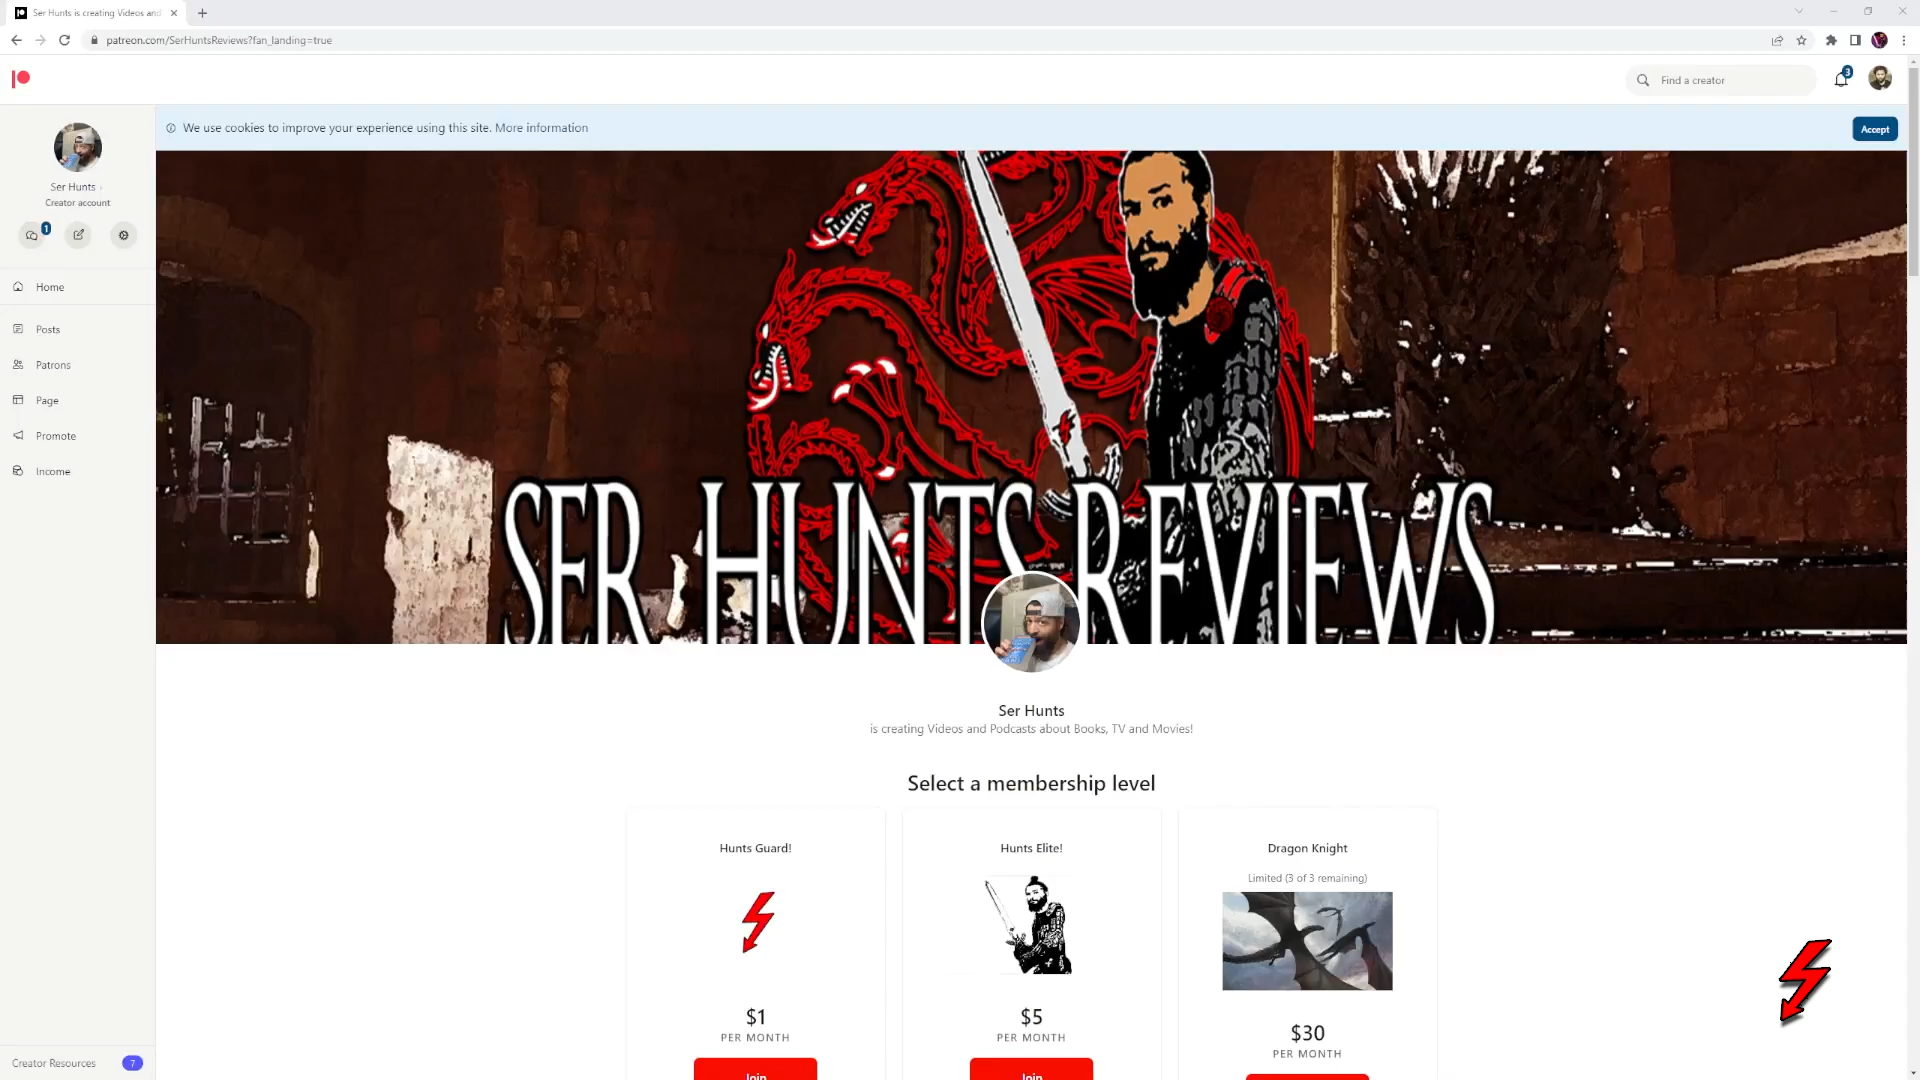 Ser Hunts is creating Videos and
patreon.com/SerHuntsReviews?fan_landing=true
Find a creator
3
We use cookies to improve your experience using this site. More information
Accept
Ser Hunts
Creator account
1
Home
Posts
Patrons
Page
Promote
Income
SER HUNTS REVIEWS
Ser Hunts
is creating Videos and Podcasts about Books, TV and Movies!
Select a membership level
Hunts Guard!
$1
PER MONTH
Join
Hunts Elite!
$5
PER MONTH
Join
Dragon Knight
Limited (3 of 3 remaining)
$30
PER MONTH
Creator Resources
7